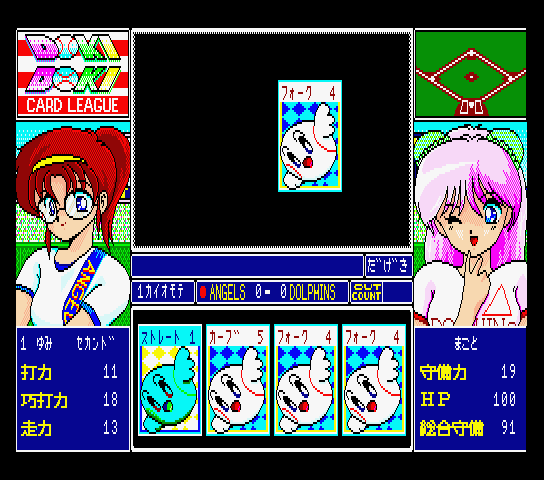 DOKI
DOKI
CARD LEAGUE
フォーク 4
ANGEL
だげき
1カイオモテ
ANGELS 0- 0 DOLPHINS
OUT
COUNT
1 ゆみ セカンド
打力 11
巧打力 18
走力 13
ストレート 1
カーブ 5
フォーク 4
フォーク 4
まこと
守備力 19
HP 100
総合守備 91